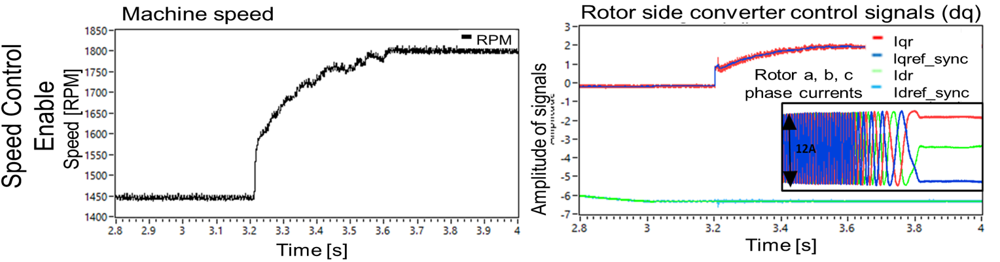 Machine speed
Speed Control
Enable
Speed [RPM]
1850
1800
1750
1700
1650
1600
1550
1500
1450
1400
RPM
2.8 2.9 3 3.1 3.2 3.3 3.4 3.5 3.6 3.7 3.8 3.9 4
Time [s]
Rotor side converter control signals (dq)
Amplitude of signals
Amplitude
3
2
1
0
-1
-2
-3
-4
-5
-6
-7
Iqr
Iqref_sync
Idr
Idref_sync
Rotor a, b, c
phase currents
12A
2.8 3 3.2 3.4 3.6 3.8 4
Time [s]